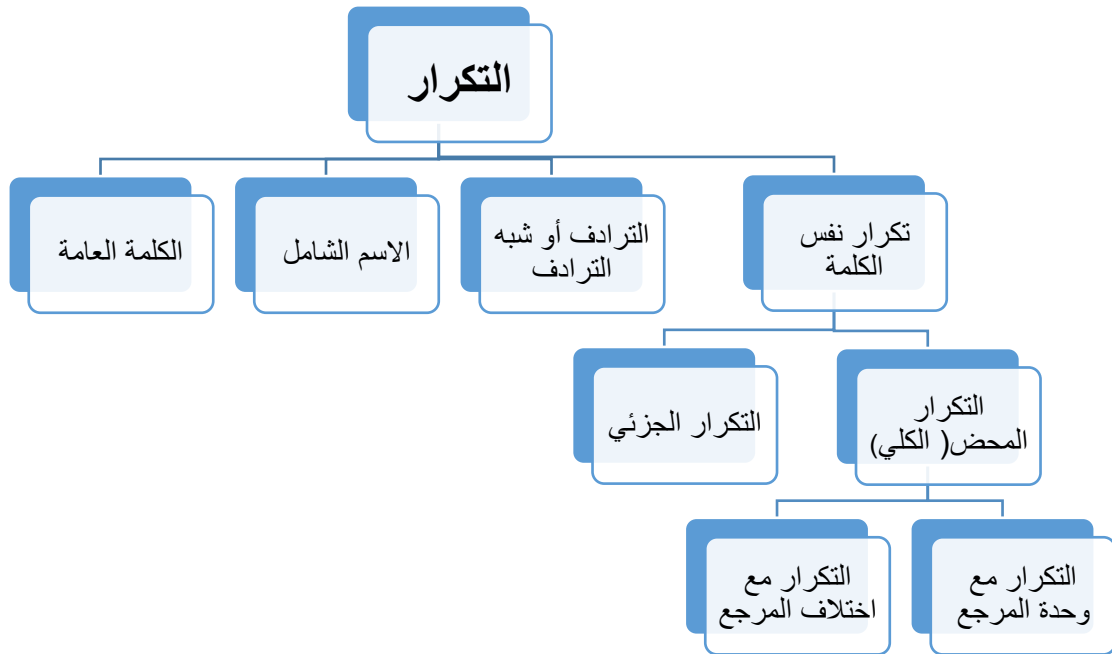 التكرار
تكرار نفس
الكلمة
الترادف أو شبه
الترادف
الاسم الشامل
الكلمة العامة
التكرار
المحض( الكلي)
التكرار الجزئي
التكرار مع
وحدة المرجع
التكرار مع
اختلاف المرجع